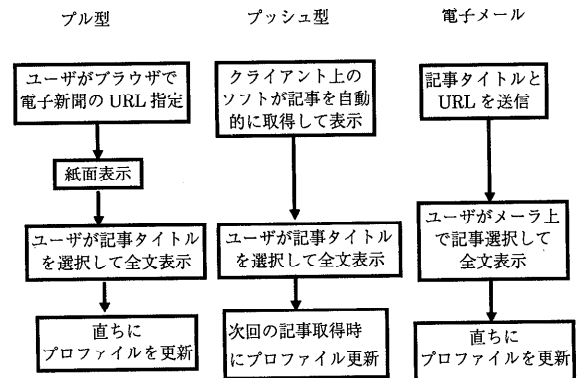 プル型
ユーザがブラウザで
電子新聞の URL 指定
紙面表示
ユーザが記事タイトル
を選択して全文表示
直ちに
プロファイルを更新
プッシュ型
クライアント上の
ソフトが記事を自動
的に取得して表示
ユーザが記事タイトル
を選択して全文表示
次回の記事取得時
にプロファイル更新
電子メール
記事タイトルと
URL を送信
ユーザがメーラ上
で記事選択して
全文表示
直ちに
プロファイルを更新